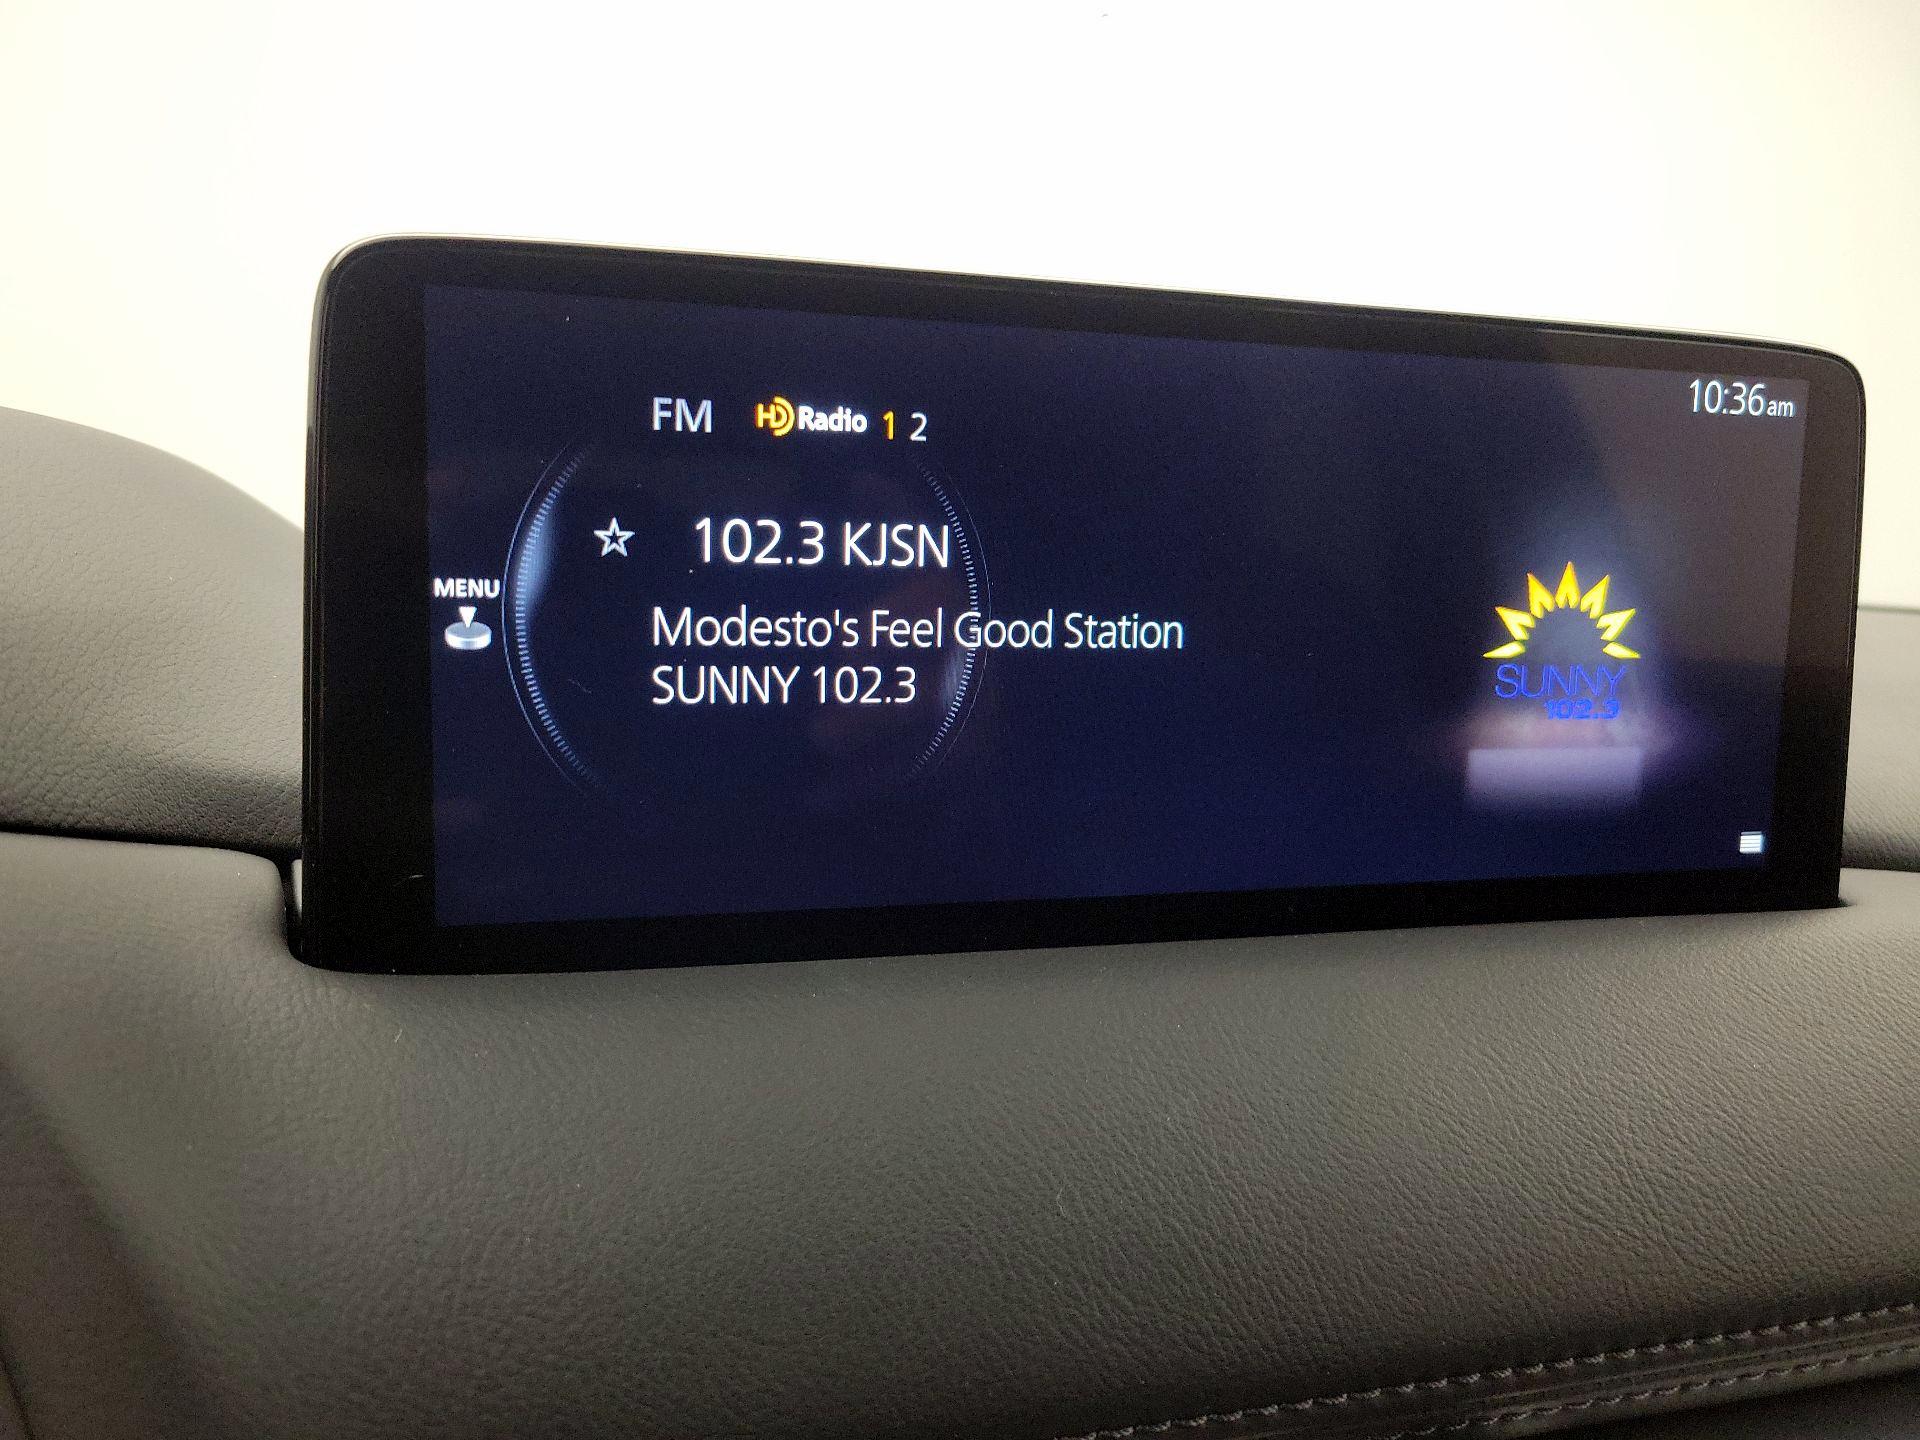 10:36am
FM HD Radio 1 2
102.3 KJSN
MENU
Modesto's Feel Good Station
SUNNY 102.3
SUNNY
102.3